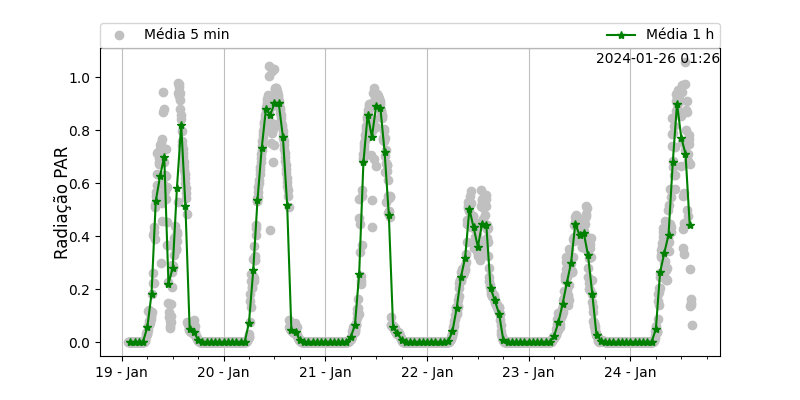 Média 5 min
Média 1 h
2024-01-26 01:26
Radiação PAR
1.0
0.8
0.6
0.4
0.2
0.0
19 - Jan
20 - Jan
21 - Jan
22 - Jan
23 - Jan
24 - Jan